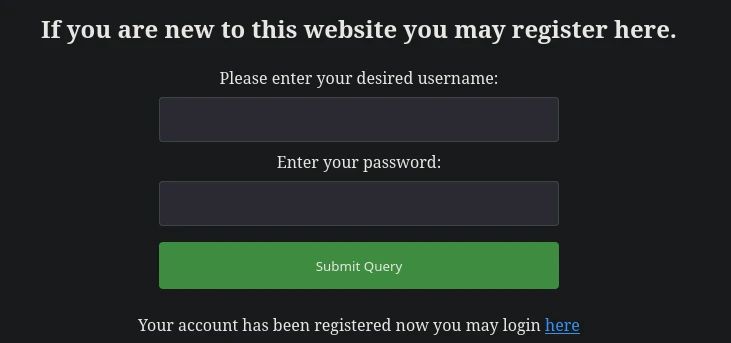 If you are new to this website you may register here.
Please enter your desired username:
Enter your password:
Submit Query
Your account has been registered now you may login here